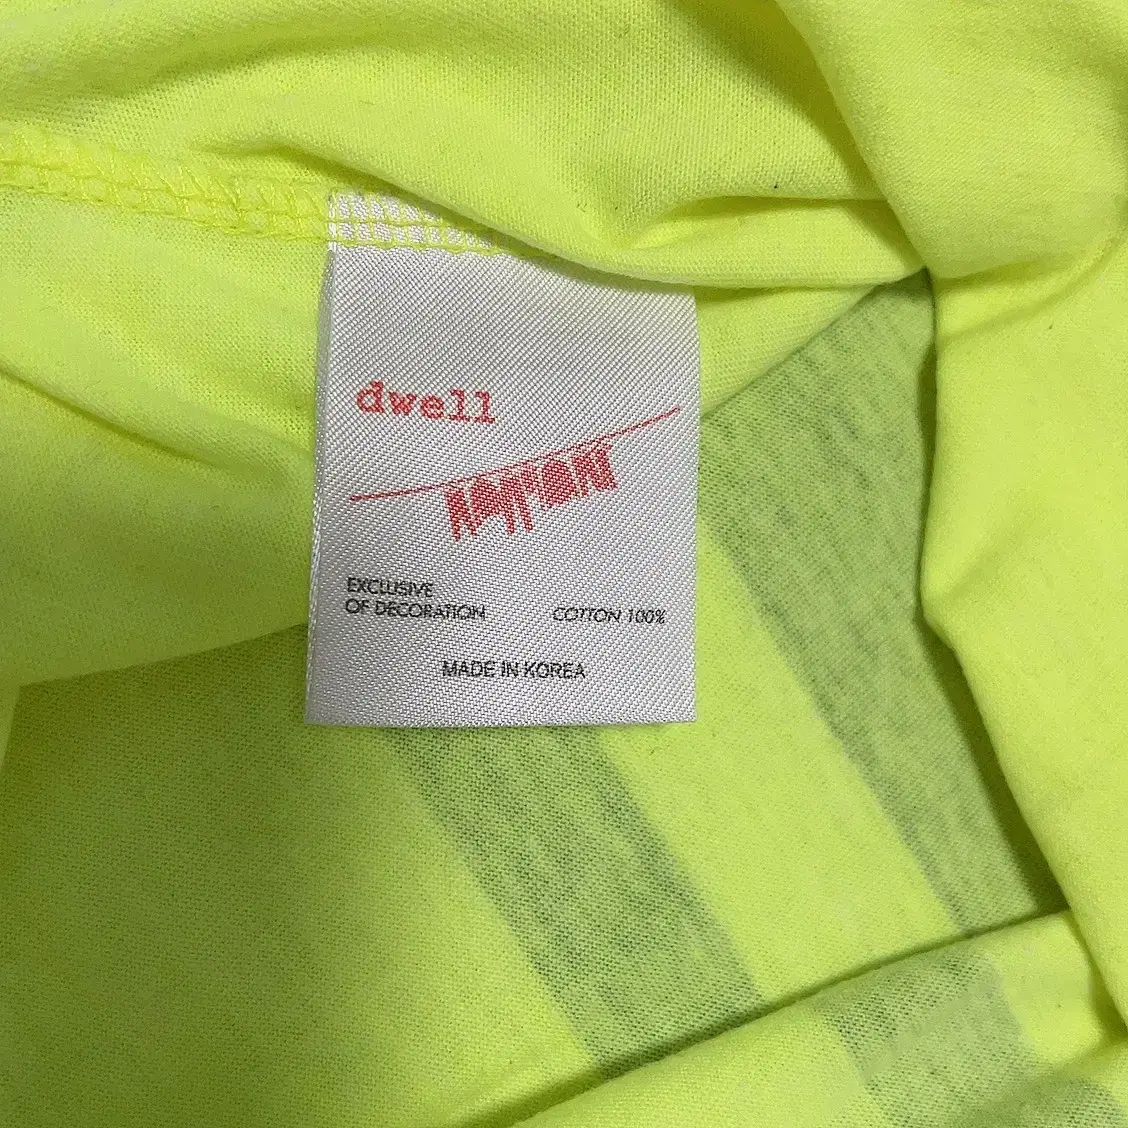 dwell
EXCLUSIVE
OF DECORATION
COTTON 100%
MADE IN KOREA